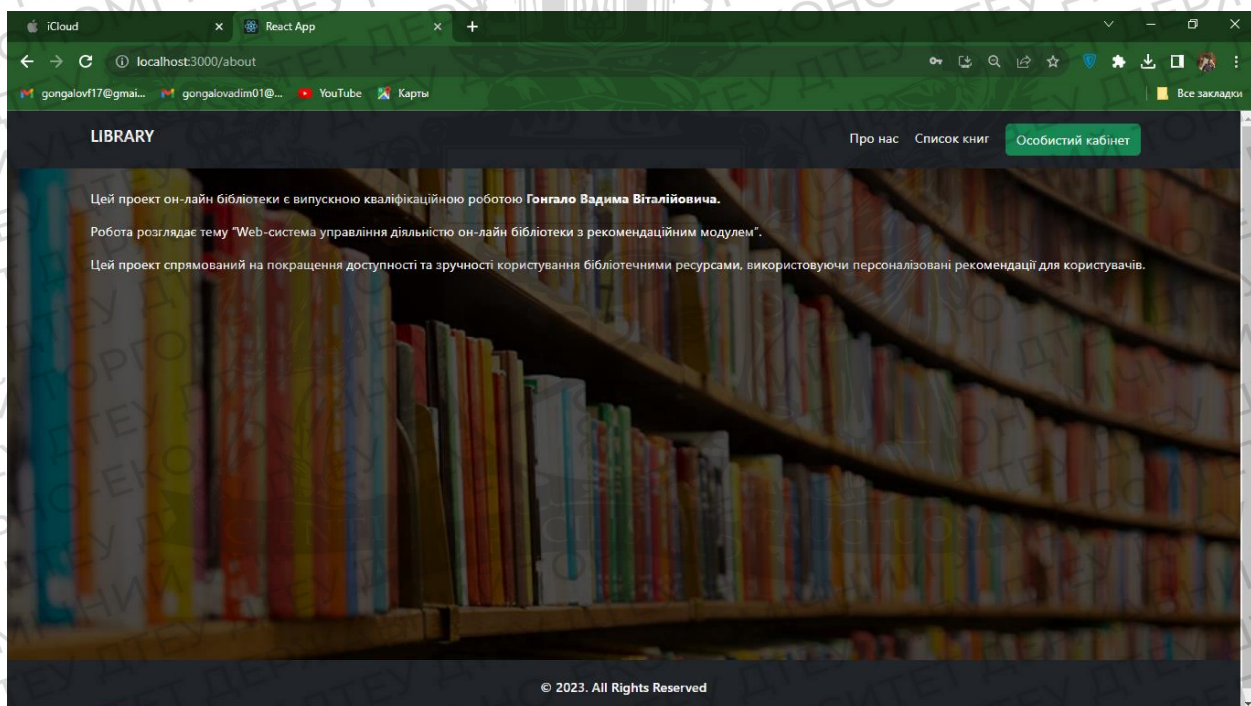 iCloud
React App
localhost:3000/about
gongalovf17@gmai...
gongalovadim01@...
YouTube
Карты
Все закладки
LIBRARY
Про нас
Список книг
Особистий кабінет
Цей проект он-лайн бібліотеки є випускною кваліфікаційною роботою Гонгало Вадима Віталійовича.
Робота розглядає тему "Web-система управління діяльністю он-лайн бібліотеки з рекомендаційним модулем".
Цей проект спрямований на покращення доступності та зручності користування бібліотечними ресурсами, використовуючи персоналізовані рекомендації для користувачів.
© 2023. All Rights Reserved